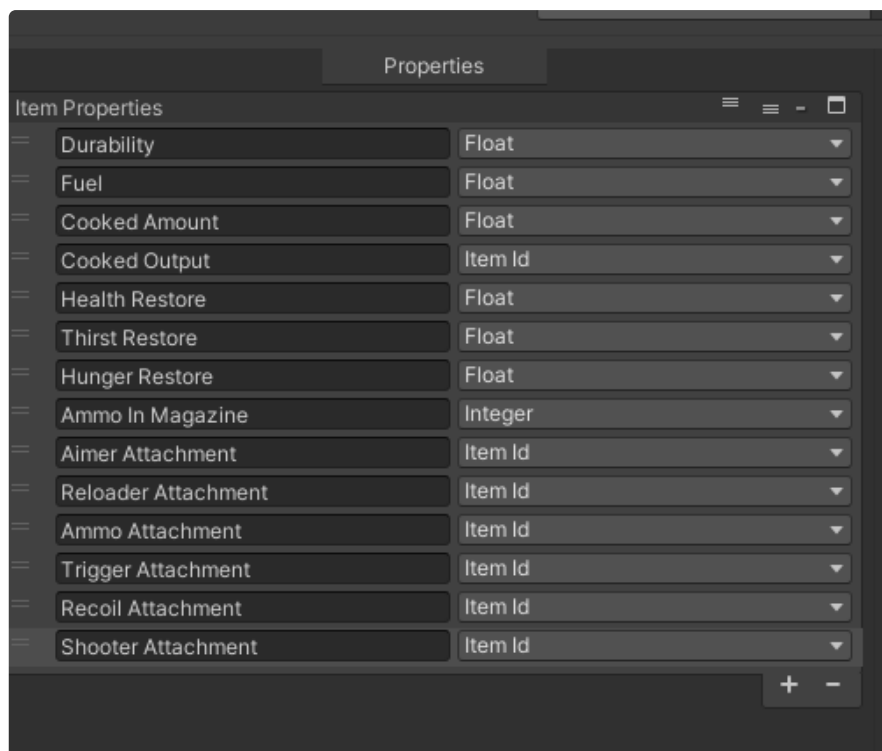 Properties
Item Properties
Durability Float
Fuel Float
Cooked Amount Float
Cooked Output Item Id
Health Restore Float
Thirst Restore Float
Hunger Restore Float
Ammo In Magazine Integer
Aimer Attachment Item Id
Reloader Attachment Item Id
Ammo Attachment Item Id
Trigger Attachment Item Id
Recoil Attachment Item Id
Shooter Attachment Item Id